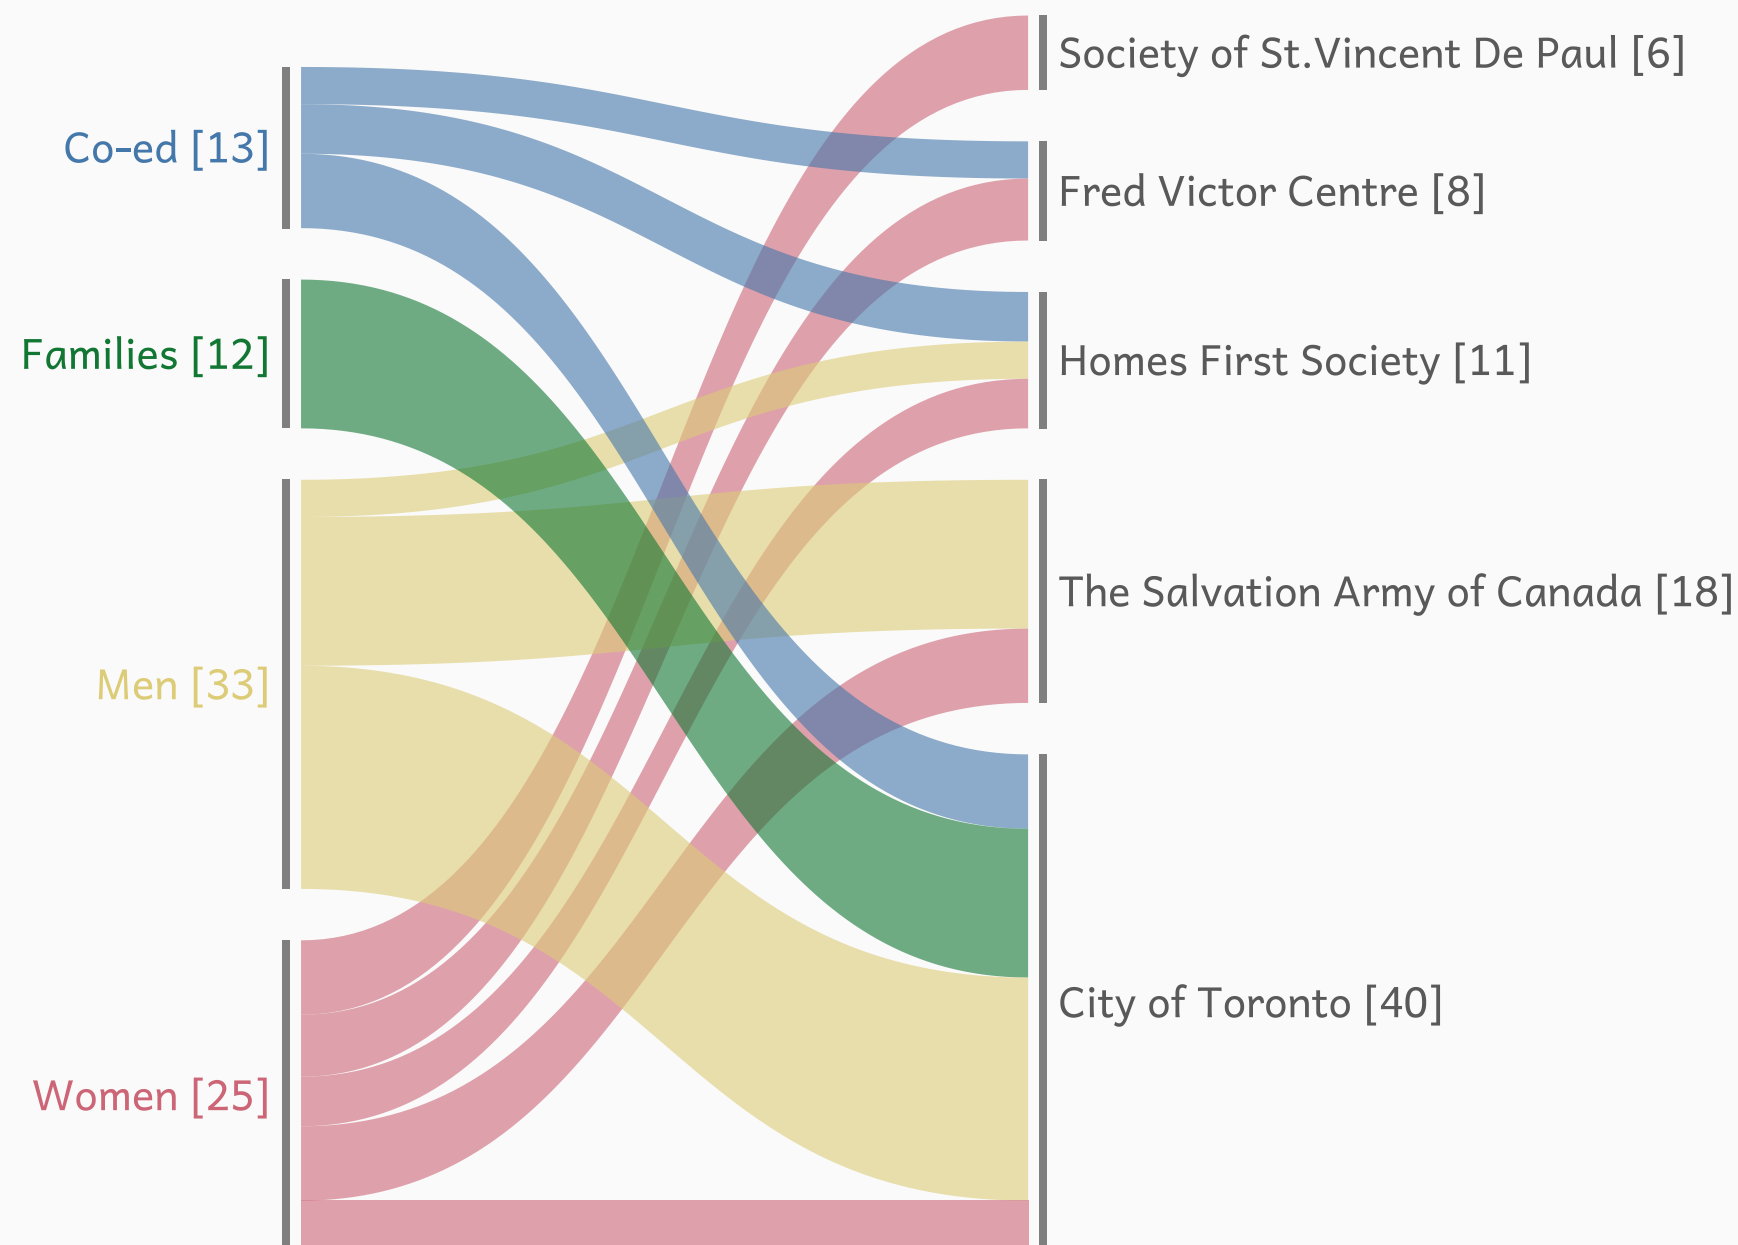 Co-ed [13]
Families [12]
Men [33]
Women [25]
Society of St.Vincent De Paul [6]
Fred Victor Centre [8]
Homes First Society [11]
The Salvation Army of Canada [18]
City of Toronto [40]